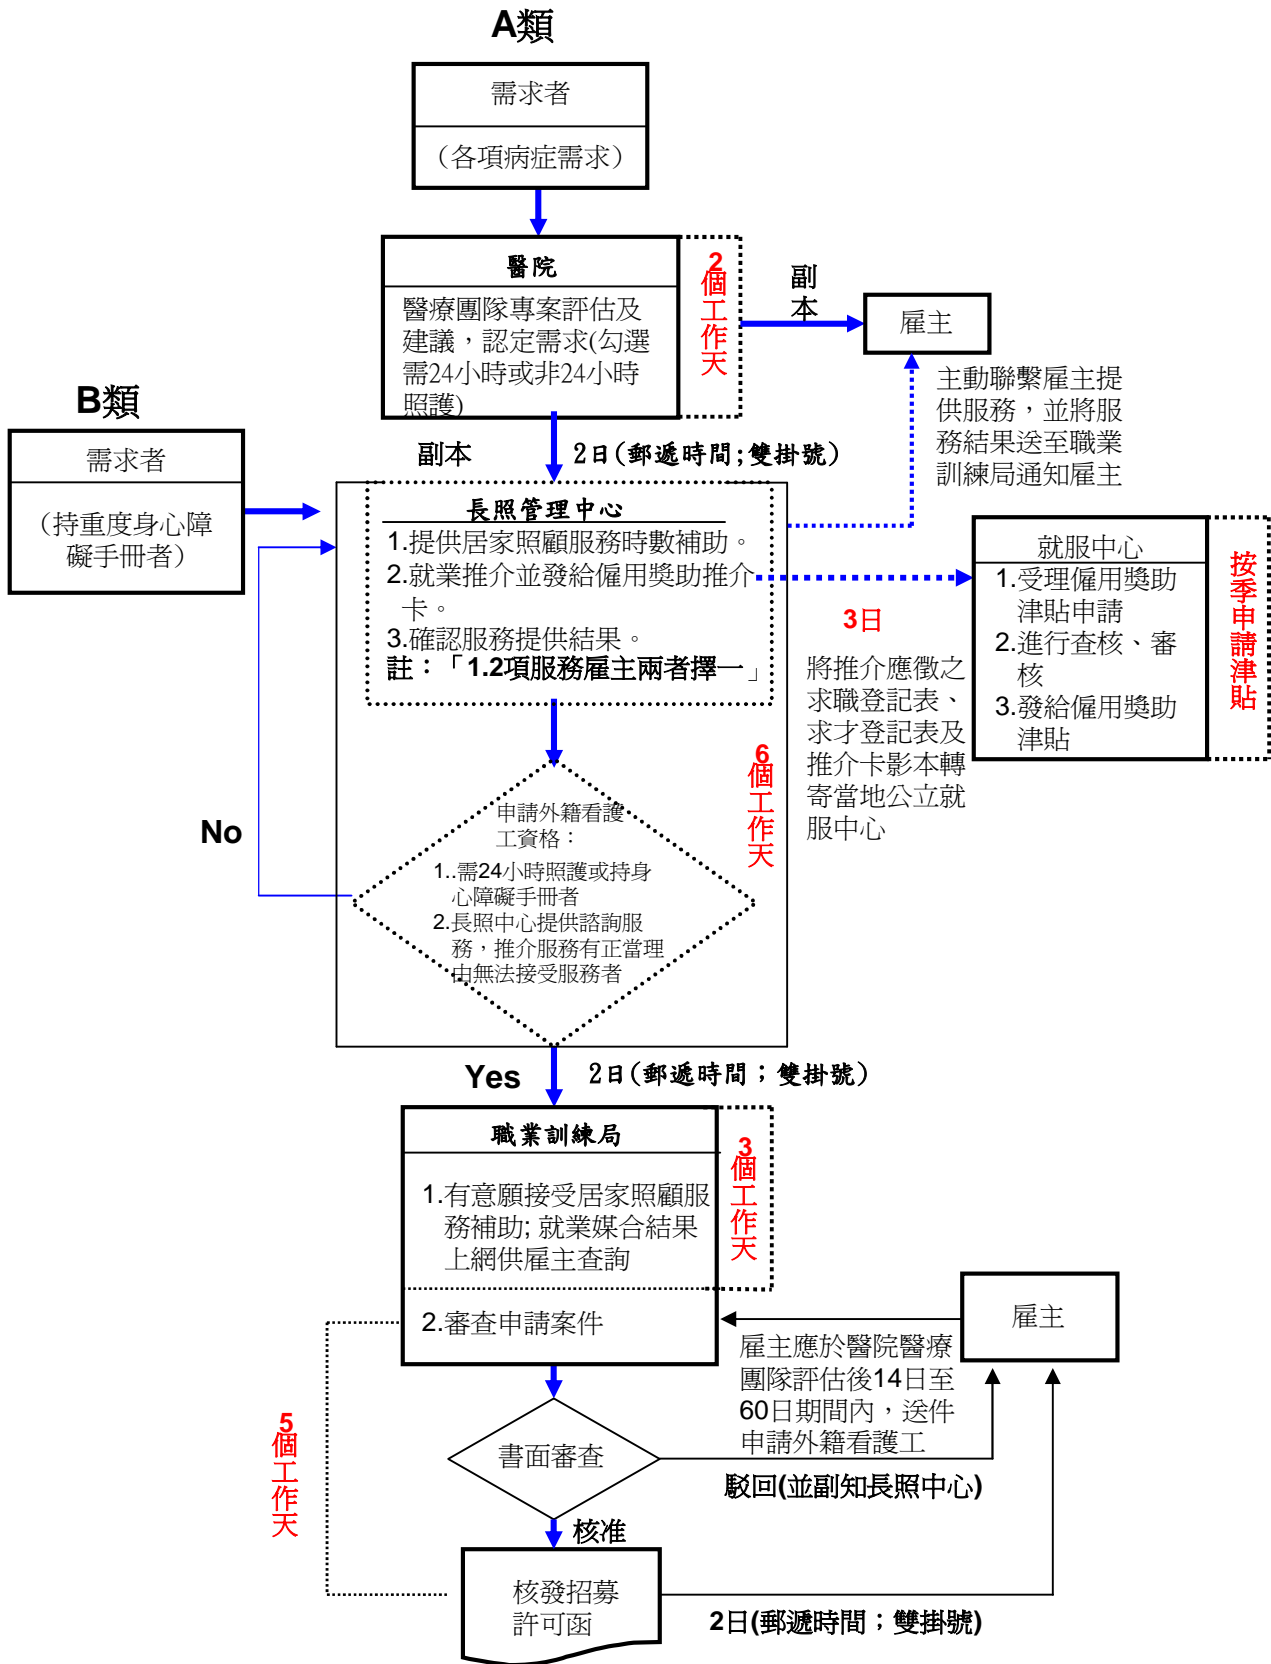 A類
需求者
（各項病症需求）
醫院
醫療團隊專案評估及
建議，認定需求(勾選
需24小時或非24小時
照護)
2個工作天
副本
雇主
主動聯繫雇主提
供服務，並將服
務結果送至職業
訓練局通知雇主
B類
需求者
（持重度身心障
礙手冊者）
副本
2日(郵遞時間;雙掛號)
長照管理中心
1.提供居家照顧服務時數補助。
2.就業推介並發給僱用獎助推介
卡。
3.確認服務提供結果。
註：「1.2項服務雇主兩者擇一」
3日
將推介應徵之
求職登記表、
求才登記表及
推介卡影本轉
寄當地公立就
服中心
就服中心
1.受理僱用獎助
津貼申請
2.進行查核、審
核
3.發給僱用獎助
津貼
按季申請津貼
6個工作天
No
申請外籍看護
工資格：
1..需24小時照護或持身
心障礙手冊者
2.長照中心提供諮詢服
務，推介服務有正當理
由無法接受服務者
Yes
2日(郵遞時間；雙掛號)
職業訓練局
1.有意願接受居家照顧服
務補助; 就業媒合結果
上網供雇主查詢
2.審查申請案件
3個工作天
雇主
雇主應於醫院醫療
團隊評估後14日至
60日期間內，送件
申請外籍看護工
5個工作天
書面審查
駁回(並副知長照中心)
核准
核發招募
許可函
2日(郵遞時間；雙掛號)